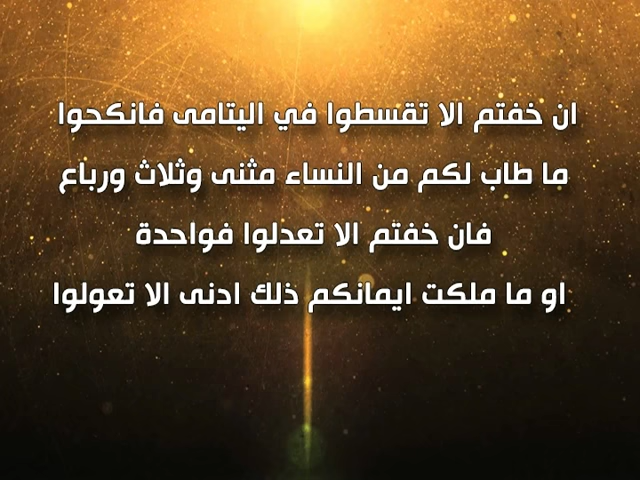 ان خفتم الا تقسطوا في اليتامى فانكحوا
ما طاب لكم من النساء مثنى وثلاث ورباع
فان خفتم الا تعدلوا فواحدة
او ما ملكت ايمانكم ذلك ادنى الا تعولوا